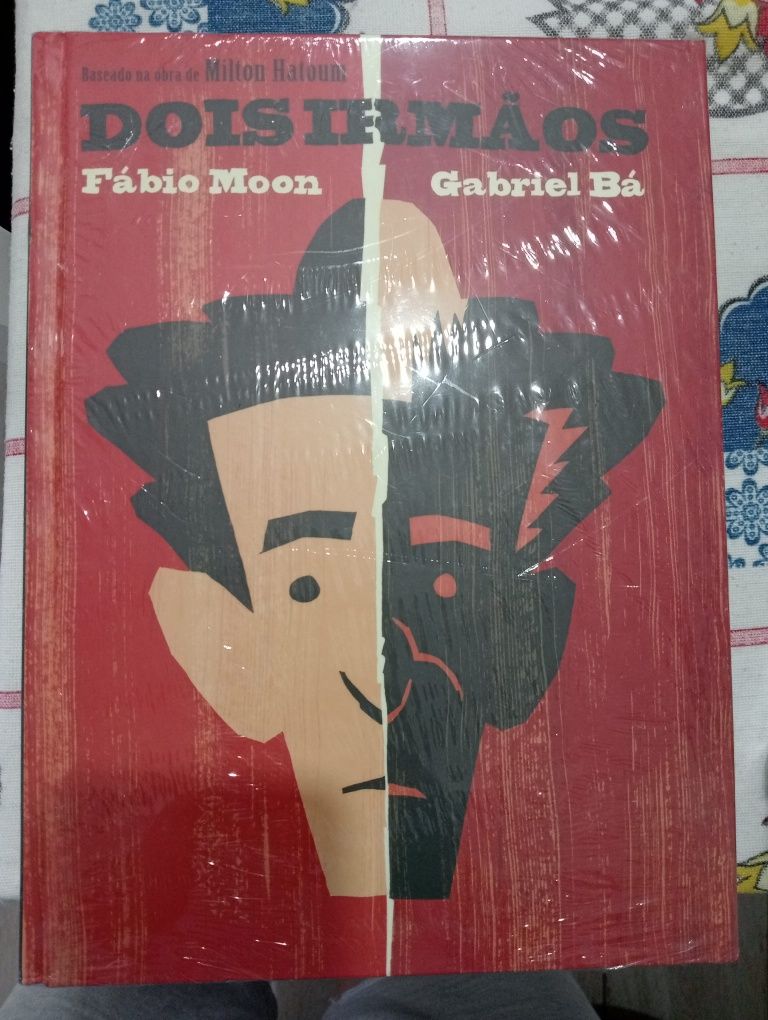 Baseado na obra de Milton Hatoum
DOIS IRMÃOS
Fábio Moon Gabriel Bá